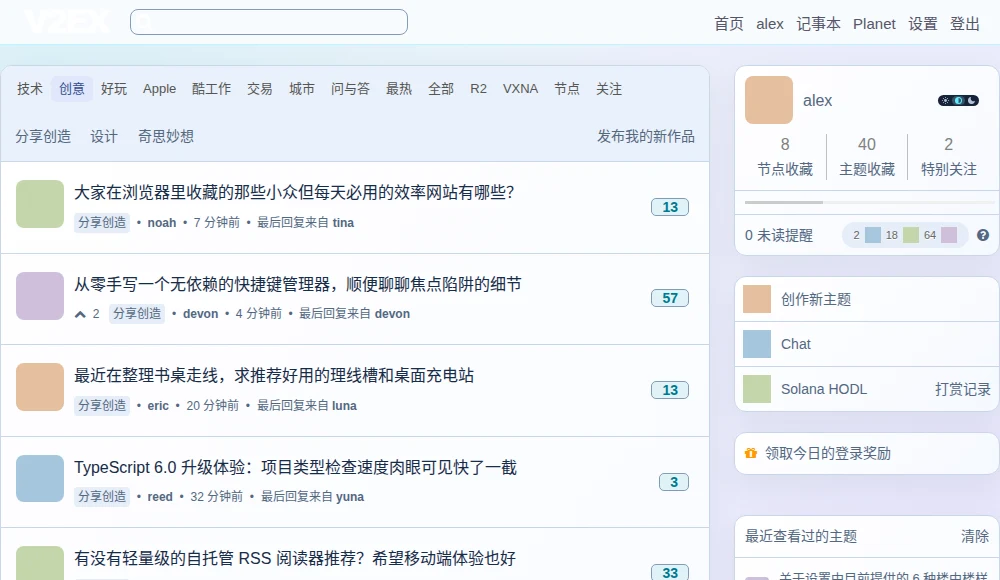 V2EX
首页 alex 记事本 Planet 设置 登出
技术 创意 好玩 Apple 酷工作 交易 城市 问与答 最热 全部 R2 VXNA 节点 关注
分享创造 设计 奇思妙想 发布我的新作品
大家在浏览器里收藏的那些小众但每天必用的效率网站有哪些？
分享创造 • noah • 7 分钟前 • 最后回复来自 tina
13
从零手写一个无依赖的快捷键管理器，顺便聊聊焦点陷阱的细节
2 分享创造 • devon • 4 分钟前 • 最后回复来自 devon
57
最近在整理书桌走线，求推荐好用的理线槽和桌面充电站
分享创造 • eric • 20 分钟前 • 最后回复来自 luna
13
TypeScript 6.0 升级体验：项目类型检查速度肉眼可见快了一截
分享创造 • reed • 32 分钟前 • 最后回复来自 yuna
3
有没有轻量级的自托管 RSS 阅读器推荐？希望移动端体验也好
33
alex
8 40 2
节点收藏 主题收藏 特别关注
0 未读提醒 2 18 64
创作新主题
Chat
Solana HODL 打赏记录
领取今日的登录奖励
最近查看过的主题 清除
关于设置中目前提供的 6 种楼中楼样